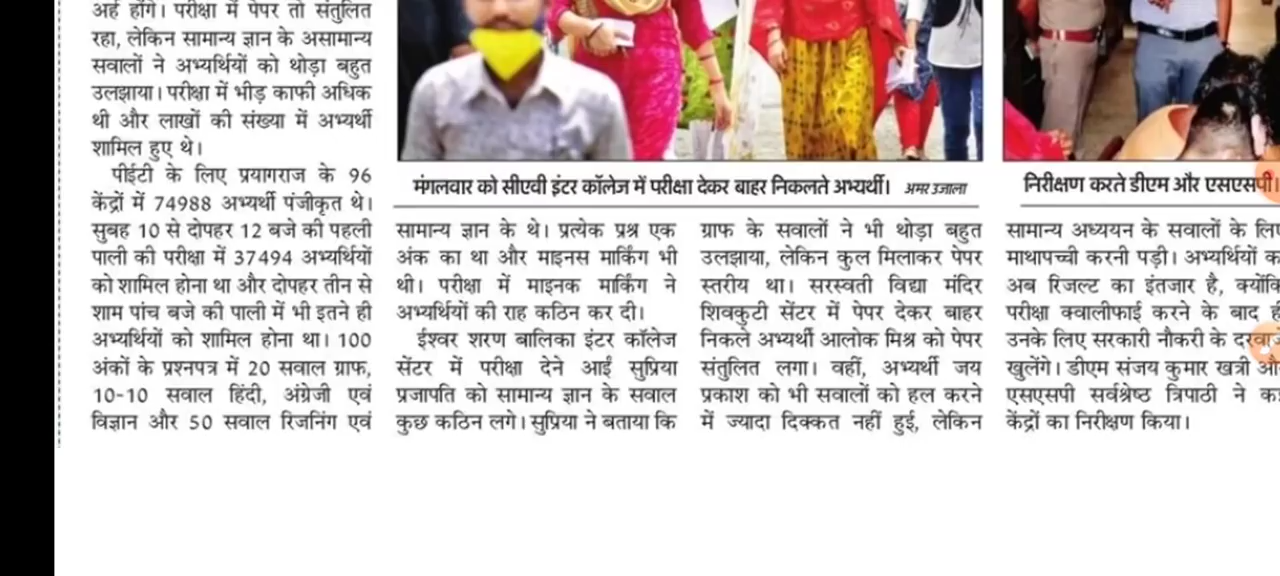 अर्ह होंगे। परीक्षा में पेपर तो संतुलित
रहा, लेकिन सामान्य ज्ञान के असामान्य
सवालों ने अभ्यर्थियों को थोड़ा बहुत
उलझाया। परीक्षा में भीड़ काफी अधिक
थी और लाखों की संख्या में अभ्यर्थी
शामिल हुए थे।
पीईटी के लिए प्रयागराज के 96
केंद्रों में 74988 अभ्यर्थी पंजीकृत थे।
सुबह 10 से दोपहर 12 बजे की पहली
पाली की परीक्षा में 37494 अभ्यर्थियों
को शामिल होना था और दोपहर तीन से
शाम पांच बजे की पाली में भी इतने ही
अभ्यर्थियों को शामिल होना था। 100
अंकों के प्रश्नपत्र में 20 सवाल ग्राफ,
10-10 सवाल हिंदी, अंग्रेजी एवं
विज्ञान और 50 सवाल रिजनिंग एवं
मंगलवार को सीएवी इंटर कॉलेज में परीक्षा देकर बाहर निकलते अभ्यर्थी। अमर उजाला
सामान्य ज्ञान के थे। प्रत्येक प्रश्न एक
अंक का था और माइनस मार्किंग भी
थी। परीक्षा में माइनक मार्किंग ने
अभ्यर्थियों की राह कठिन कर दी।
ईश्वर शरण बालिका इंटर कॉलेज
सेंटर में परीक्षा देने आईं सुप्रिया
प्रजापति को सामान्य ज्ञान के सवाल
कुछ कठिन लगे। सुप्रिया ने बताया कि
ग्राफ के सवालों ने भी थोड़ा बहुत
उलझाया, लेकिन कुल मिलाकर पेपर
स्तरीय था। सरस्वती विद्या मंदिर
शिवकुटी सेंटर में पेपर देकर बाहर
निकले अभ्यर्थी आलोक मिश्र को पेपर
संतुलित लगा। वहीं, अभ्यर्थी जय
प्रकाश को भी सवालों को हल करने
में ज्यादा दिक्कत नहीं हुई, लेकिन
निरीक्षण करते डीएम और एसएसपी।
सामान्य अध्ययन के सवालों के लिए
माथापच्ची करनी पड़ी। अभ्यर्थियों
अब रिजल्ट का इंतजार है,
परीक्षा क्वालीफाई करने के बाद
उनके लिए सरकारी नौकरी के
खुलेंगे। डीएम संजय कुमार खत्री
एसएसपी सर्वश्रेष्ठ त्रिपाठी ने
केंद्रों का निरीक्षण किया।